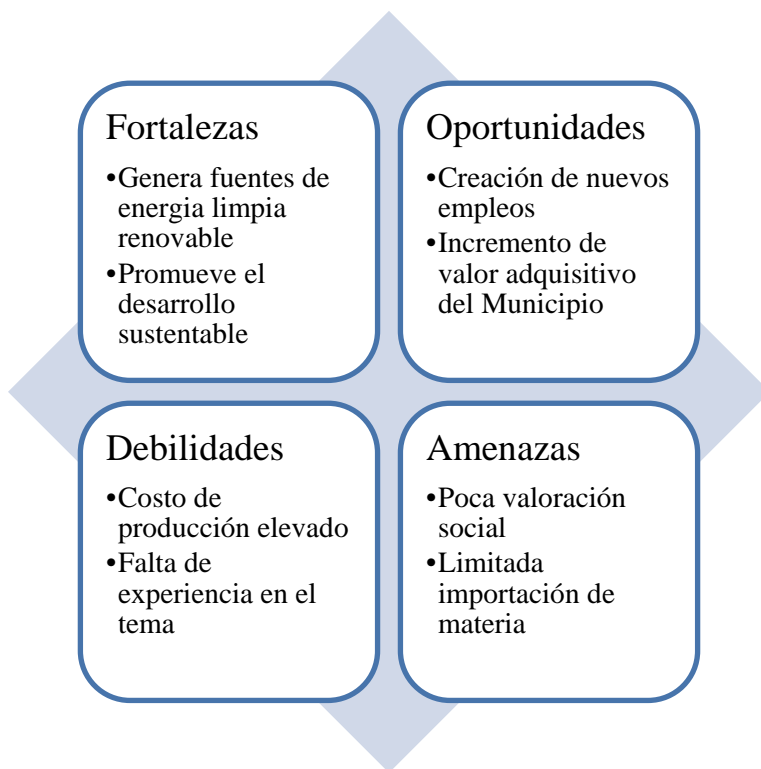 Fortalezas
•Genera fuentes de
energia limpia
renovable
•Promueve el
desarrollo
sustentable
Oportunidades
•Creación de nuevos
empleos
•Incremento de
valor adquisitivo
del Municipio
Debilidades
•Costo de
producción elevado
•Falta de
experiencia en el
tema
Amenazas
•Poca valoración
social
•Limitada
importación de
materia